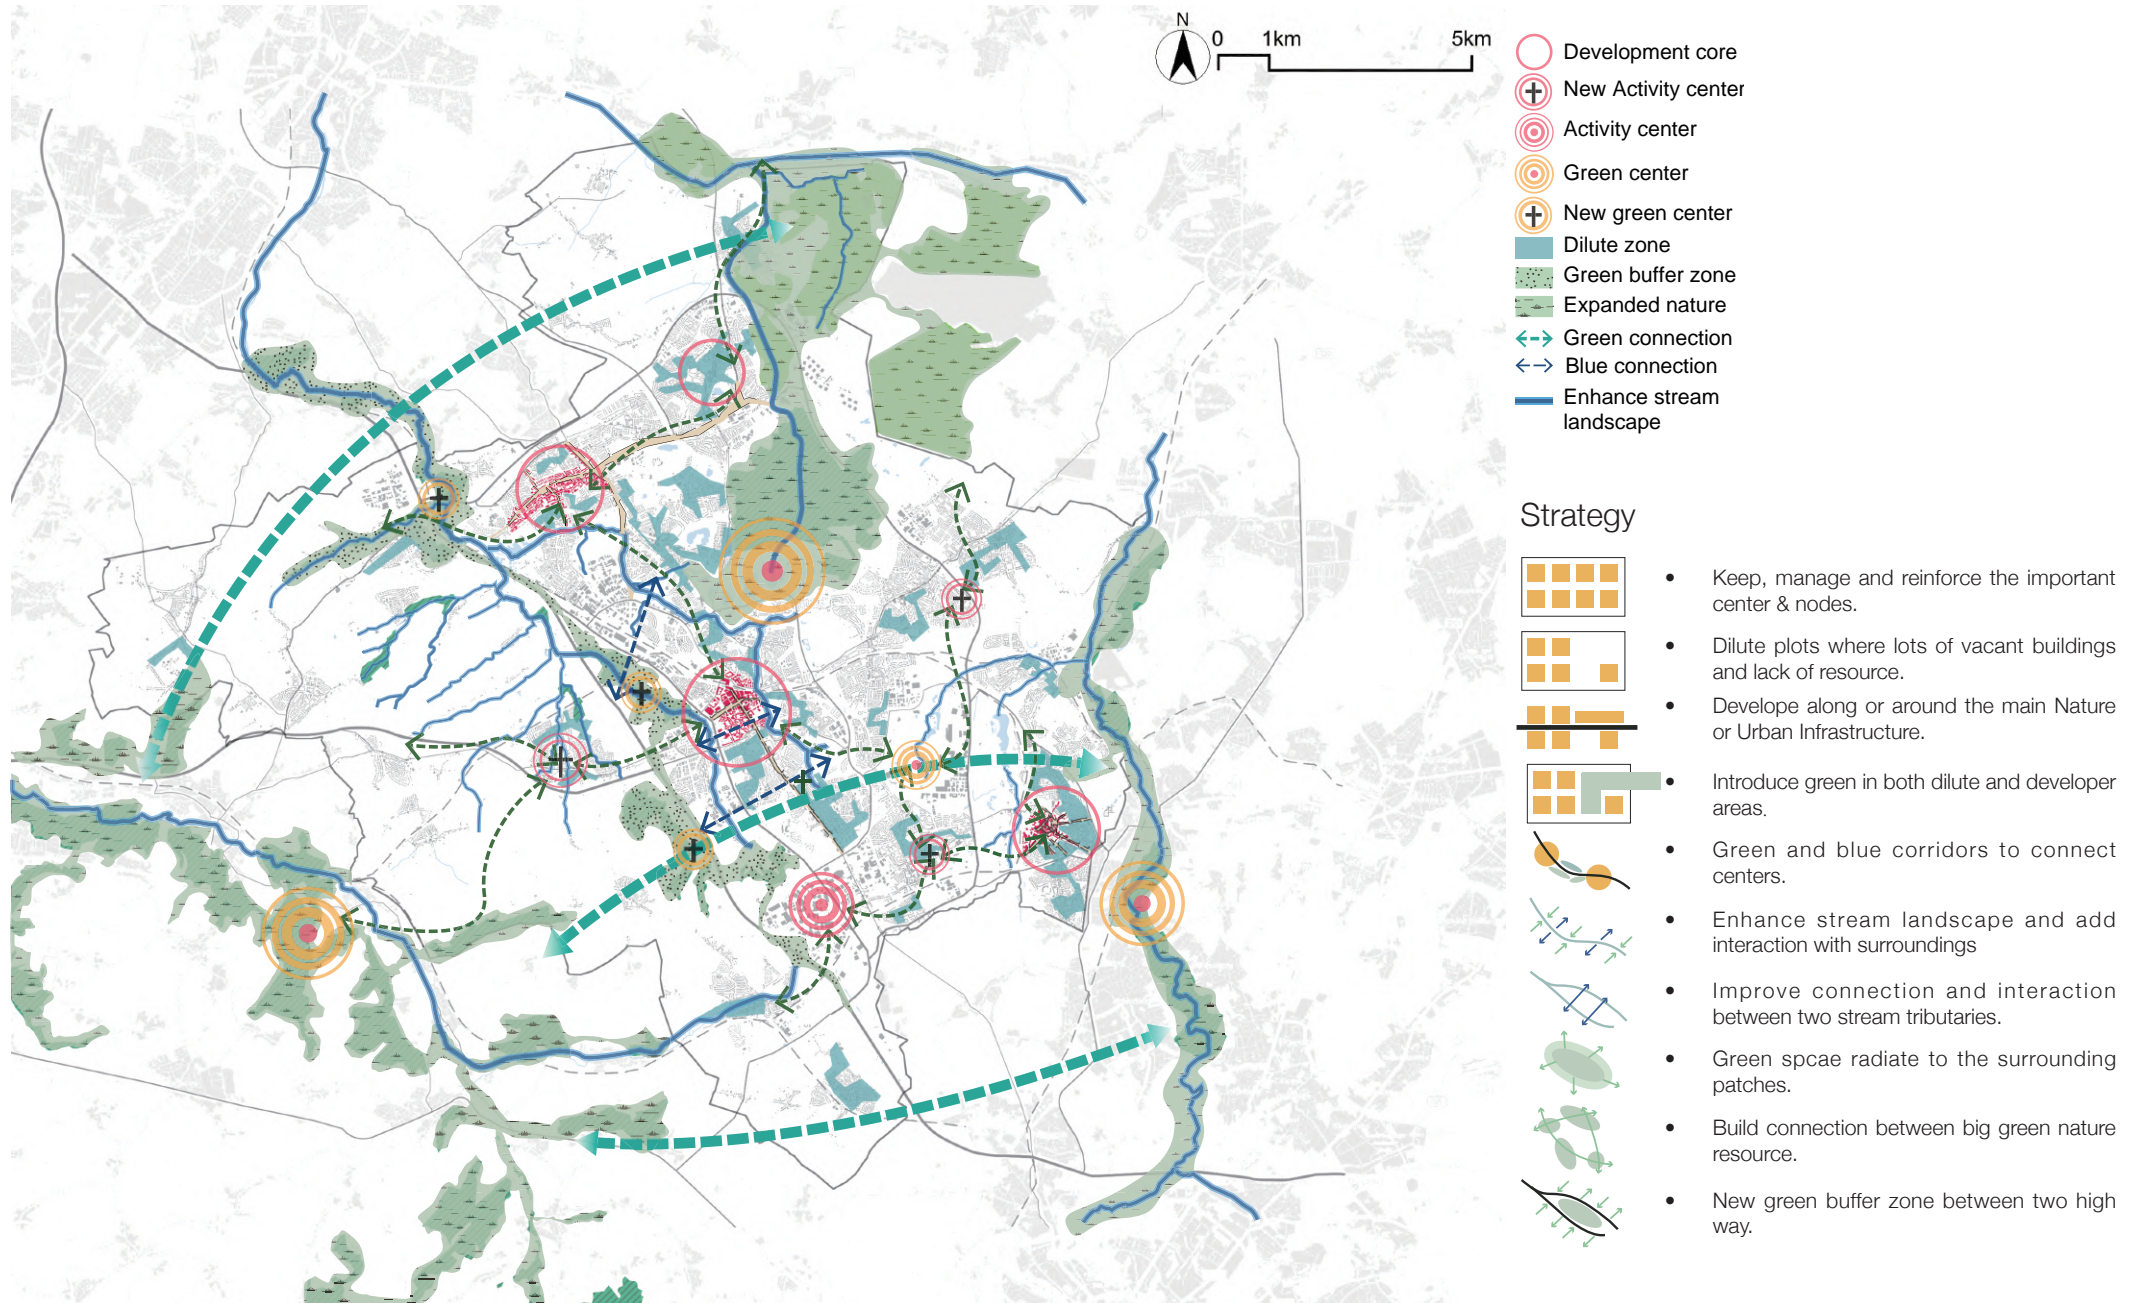 N
0 1km 5km
Development core
New Activity center
Activity center
Green center
New green center
Dilute zone
Green buffer zone
Expanded nature
Green connection
Blue connection
Enhance stream
landscape
Strategy
• Keep, manage and reinforce the important
center & nodes.
• Dilute plots where lots of vacant buildings
and lack of resource.
• Develope along or around the main Nature
or Urban Infrastructure.
• Introduce green in both dilute and developer
areas.
• Green and blue corridors to connect
centers.
• Enhance stream landscape and add
interaction with surroundings
• Improve connection and interaction
between two stream tributaries.
• Green spcae radiate to the surrounding
patches.
• Build connection between big green nature
resource.
• New green buffer zone between two high
way.